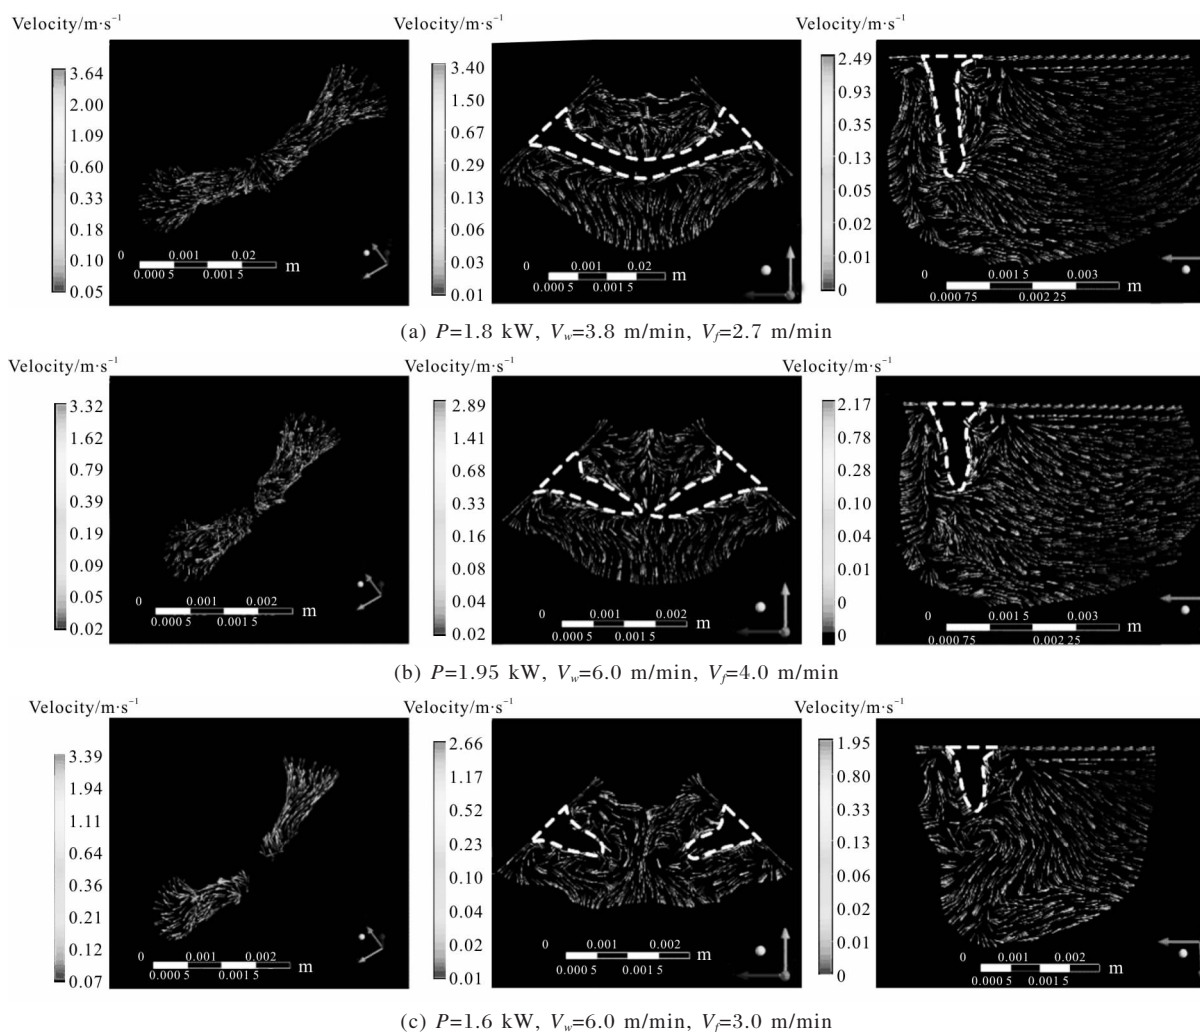 Velocity/m·s⁻¹ Velocity/m·s⁻¹ Velocity/m·s⁻¹
3.64
2.00
1.09
0.60
0.33
0.18
0.10
0.05
0 0.001 0.02
0.000 5 0.001 5
m
3.40
1.50
0.67
0.29
0.13
0.06
0.03
0.01
0 0.001 0.02
0.000 5 0.001 5
m
2.49
0.93
0.35
0.13
0.05
0.02
0.01
0
0 0.001 5 0.003
0.000 75 0.002 25
m
(a) P=1.8 kW, Vw=3.8 m/min, Vf=2.7 m/min
Velocity/m·s⁻¹ Velocity/m·s⁻¹ Velocity/m·s⁻¹
3.32
1.62
0.79
0.39
0.19
0.09
0.05
0.02
0 0.001 0.002
0.000 5 0.001 5
m
2.89
1.41
0.68
0.33
0.16
0.08
0.04
0.02
0 0.001 0.002
0.000 5 0.001 5
m
2.17
0.78
0.28
0.10
0.04
0.01
0
0
0 0.001 5 0.003
0.000 75 0.002 25
m
(b) P=1.95 kW, Vw=6.0 m/min, Vf=4.0 m/min
Velocity/m·s⁻¹ Velocity/m·s⁻¹ Velocity/m·s⁻¹
3.39
1.94
1.11
0.64
0.36
0.21
0.12
0.07
0 0.001 0.002
0.000 5 0.001 5
m
2.66
1.17
0.52
0.23
0.10
0.04
0.02
0.01
0 0.001 0.002
0.000 5 0.001 5
m
1.95
0.80
0.33
0.13
0.06
0.02
0.01
0
0 0.001 5 0.003
0.000 75 0.002 25
m
(c) P=1.6 kW, Vw=6.0 m/min, Vf=3.0 m/min